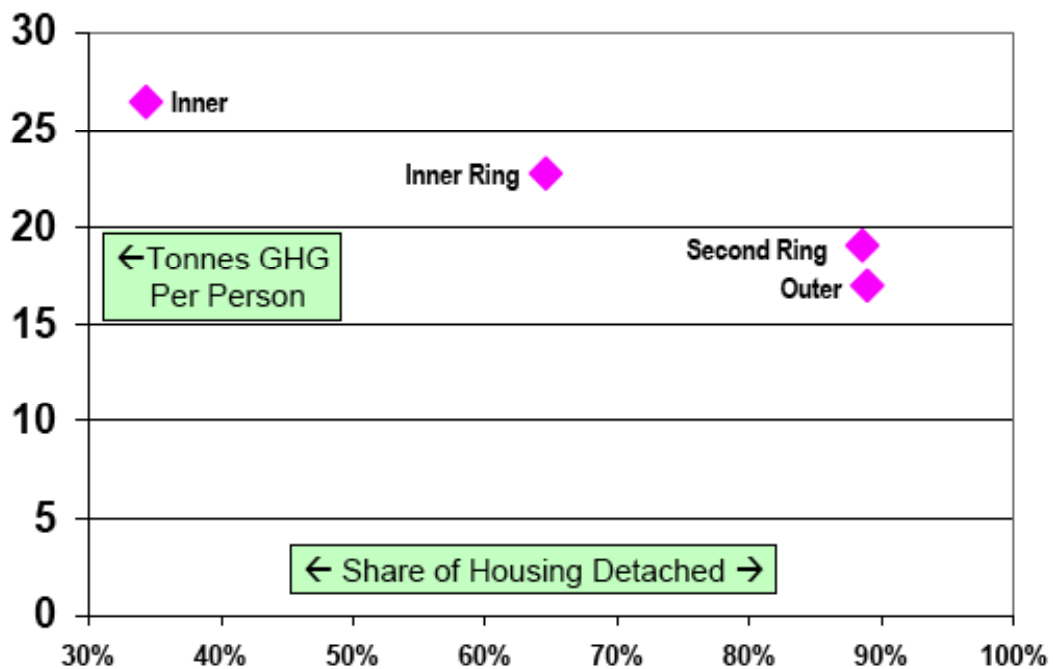 30
25
20
15
10
5
0
Inner
Inner Ring
Second Ring
Outer
←Tonnes GHG
Per Person
← Share of Housing Detached →
30% 40% 50% 60% 70% 80% 90% 100%